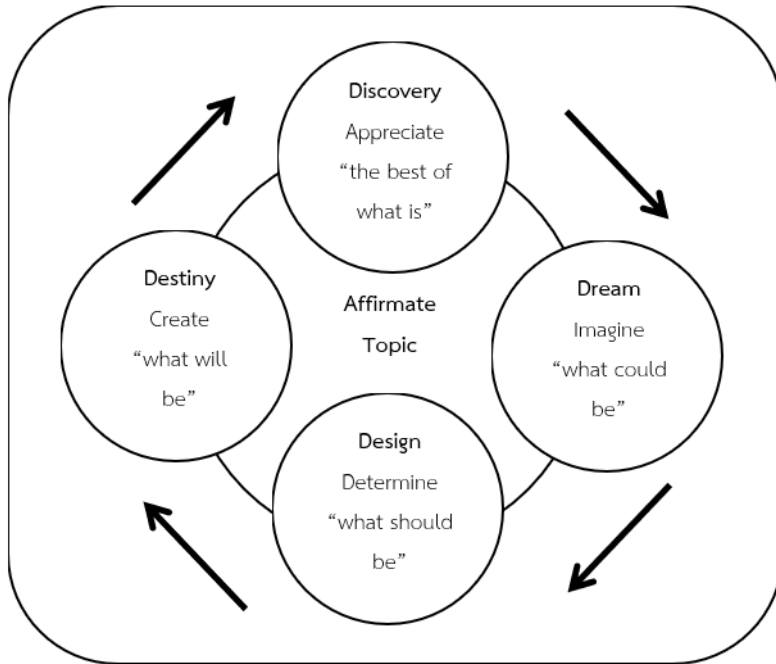 Discovery
Appreciate
“the best of
what is”
Destiny
Create
“what will
be”
Affirmate
Topic
Dream
Imagine
“what could
be”
Design
Determine
“what should
be”